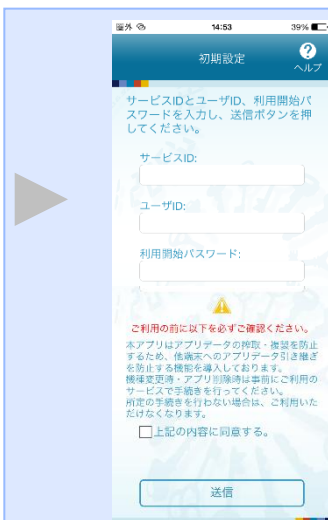 圏外 14:53 39%
初期設定
ヘルプ
サービスIDとユーザID、利用開始パ
スワードを入力し、送信ボタンを押
してください。
サービスID:
ユーザID:
利用開始パスワード:
ご利用の前に以下を必ずご確認ください。
本アプリはアプリデータの搾取・複製を防止
するため、他端末へのアプリデータ引き継ぎ
を防止する機能を導入しております。
機種変更時・アプリ削除時は事前にご利用の
サービスで手続きを行ってください。
所定の手続きを行わない場合は、ご利用いた
だけなくなります。
上記の内容に同意する。
送信